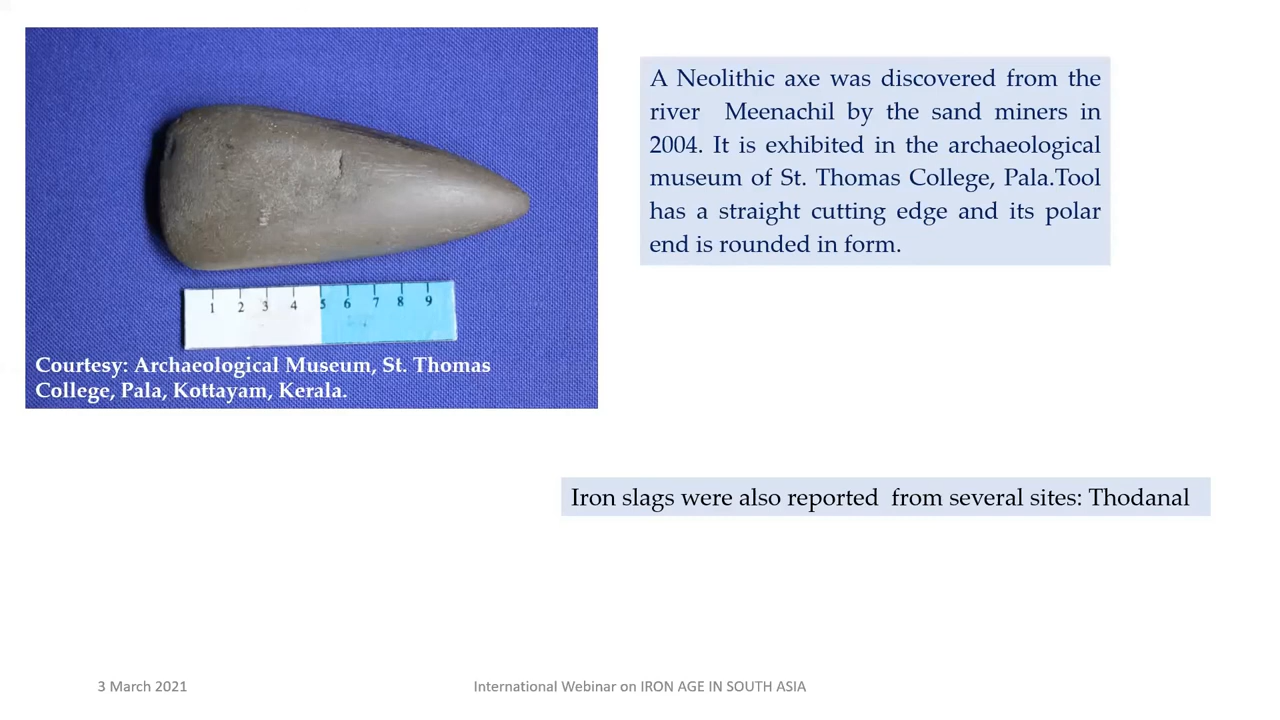 A Neolithic axe was discovered from the
river Meenachil by the sand miners in
2004. It is exhibited in the archaeological
museum of St. Thomas College, Pala.Tool
has a straight cutting edge and its polar
end is rounded in form.
1 2 3 4 5 6 7 8 9
Courtesy: Archaeological Museum, St. Thomas
College, Pala, Kottayam, Kerala.
Iron slags were also reported from several sites: Thodanal
3 March 2021
International Webinar on IRON AGE IN SOUTH ASIA